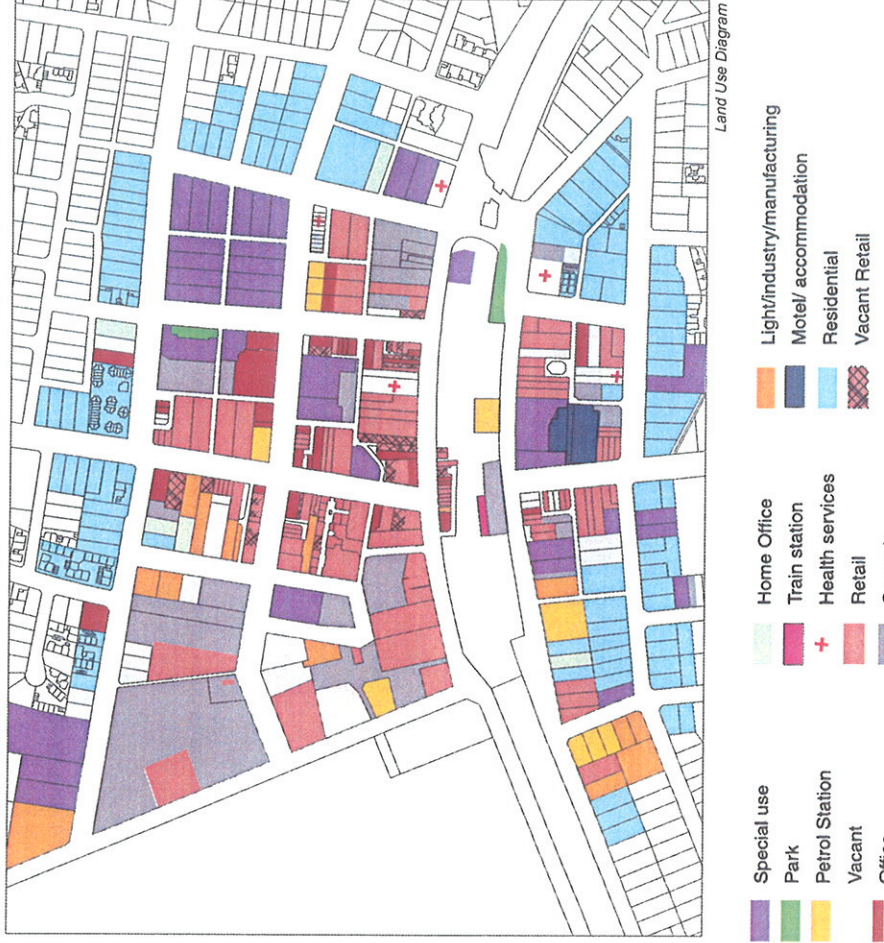 Land Use Diagram
Special use
Park
Petrol Station
Vacant
Office
Home Office
Train station
Health services
Retail
Light/industry/manufacturing
Motel/ accommodation
Residential
Vacant Retail